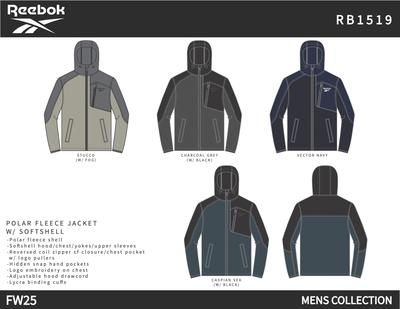 Reebok
RB1519
STUCCO
(W/ FOG)
CHARCOAL GREY
(W/ BLACK)
VECTOR NAVY
POLAR FLEECE JACKET
W/ SOFTSHELL
-Polar fleece shell
-Softshell hood/chest/yokes/upper sleeves
-Reversed coil zipper cf closure/chest pocket
w/ logo pullers
-Hidden snap hand pockets
-Logo embroidery on chest
-Adjustable hood drawcord
-Lycra binding cuffs
CASPIAN SEA
(W/ BLACK)
FW25
MENS COLLECTION